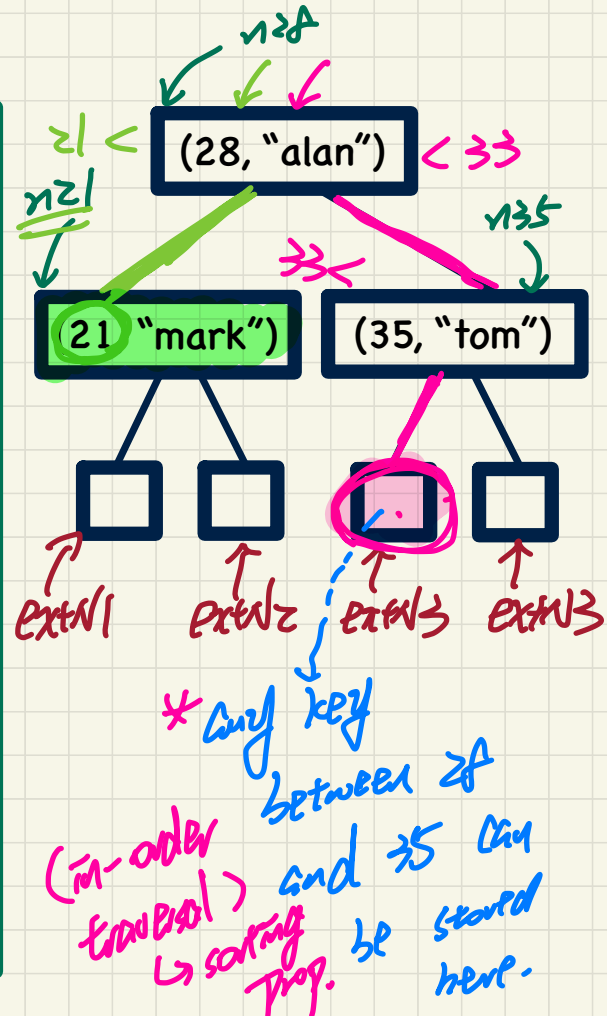 n28
21 <
(28, "alan")
< 33
n21
n35
33 <
(21 "mark")
(35, "tom")
extN1
extN2
extN3
extN3
* any key
between 28
and 35 can
be stored
here.
(in-order
traversal)
↳ sorting
prop.